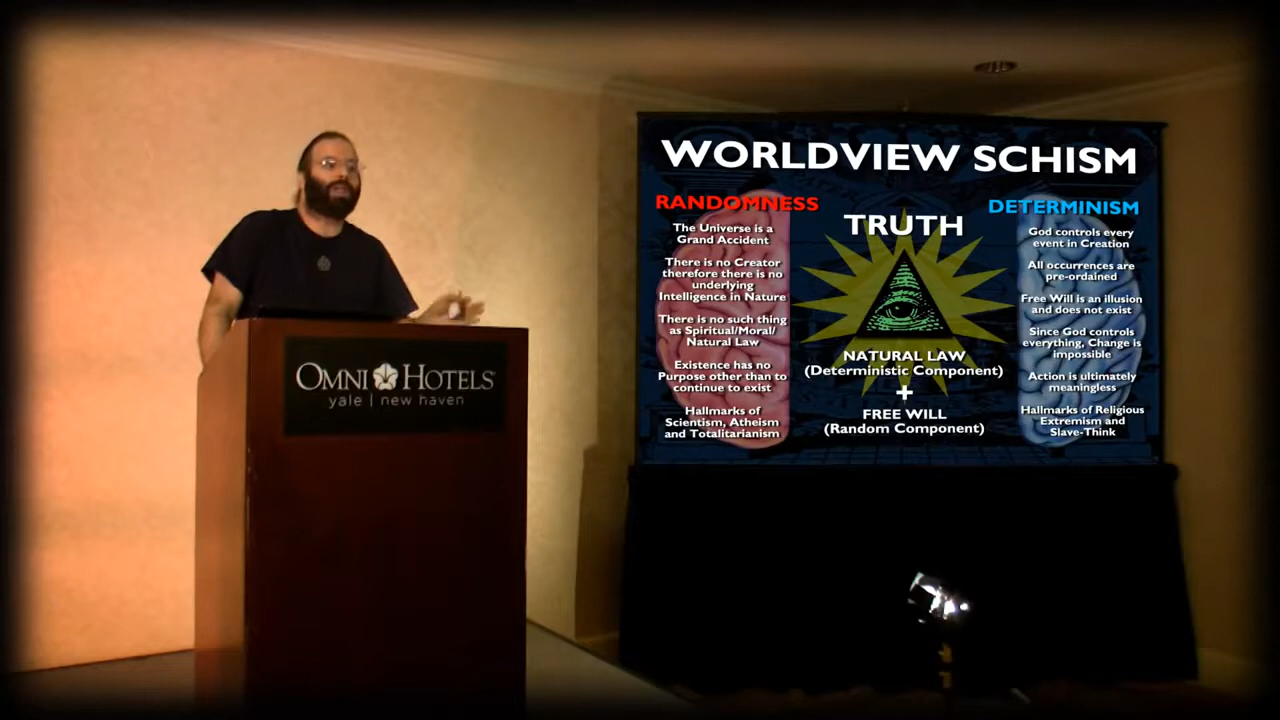 WORLDVIEW SCHISM
RANDOMNESS
The Universe is a
Grand Accident
There is no Creator
therefore there is no
underlying
Intelligence in Nature
There is no such thing
as Spiritual/Moral/
Natural Law
Existence has no
Purpose other than to
continue to exist
Hallmarks of
Scientism, Atheism
and Totalitarianism
TRUTH
NATURAL LAW
(Deterministic Component)
+
FREE WILL
(Random Component)
DETERMINISM
God controls every
event in Creation
All occurrences are
pre-ordained
Free Will is an illusion
and does not exist
Since God controls
everything, Change is
impossible
Action is ultimately
meaningless
Hallmarks of Religious
Extremism and
Slave-Think
OMNI HOTELS
yale | new haven